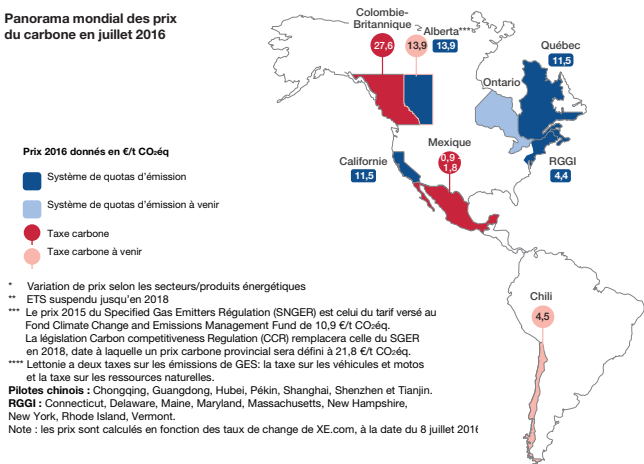 Panorama mondial des prix
du carbone en juillet 2016
Colombie-
Britannique
27,6
Alberta***
13,9
13,9
Québec
11,5
Ontario
Prix 2016 donnés en €/t CO₂éq
Système de quotas d'émission
Système de quotas d'émission à venir
Taxe carbone
Taxe carbone à venir
Californie
11,5
Mexique
0,9 -
1,8
RGGI
4,4
Chili
4,5
* Variation de prix selon les secteurs/produits énergétiques
** ETS suspendu jusqu'en 2018
*** Le prix 2015 du Specified Gas Emitters Régulation (SNGER) est celui du tarif versé au
Fond Climate Change and Emissions Management Fund de 10,9 €/t CO₂éq.
La législation Carbon competitiveness Regulation (CCR) remplacera celle du SGER
en 2018, date à laquelle un prix carbone provincial sera défini à 21,8 €/t CO₂éq.
**** Lettonie a deux taxes sur les émissions de GES: la taxe sur les véhicules et motos
et la taxe sur les ressources naturelles.
Pilotes chinois : Chongqing, Guangdong, Hubei, Pékin, Shanghai, Shenzhen et Tianjin.
RGGI : Connecticut, Delaware, Maine, Maryland, Massachusetts, New Hampshire,
New York, Rhode Island, Vermont.
Note : les prix sont calculés en fonction des taux de change de XE.com, à la date du 8 juillet 2016